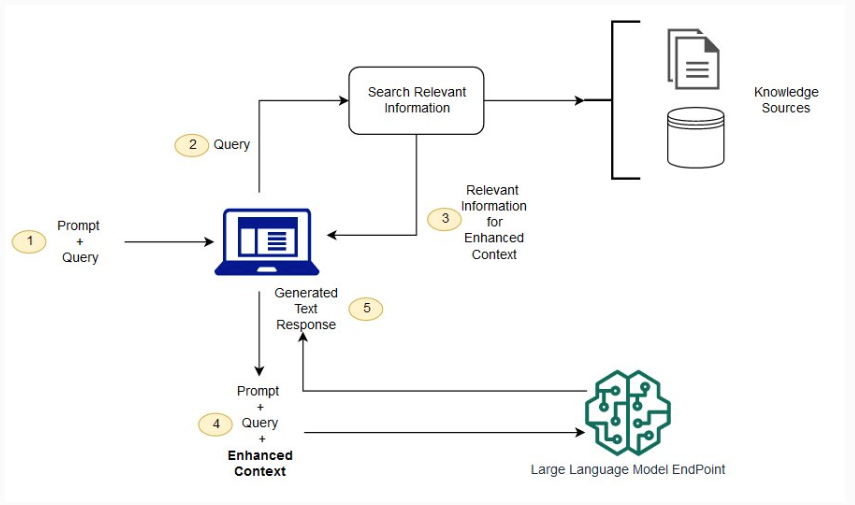 Search Relevant
Information
Knowledge
Sources
2
Query
1
Prompt
+
Query
3
Relevant
Information
for
Enhanced
Context
Generated
Text
Response
5
4
Prompt
+
Query
+
Enhanced
Context
Large Language Model EndPoint